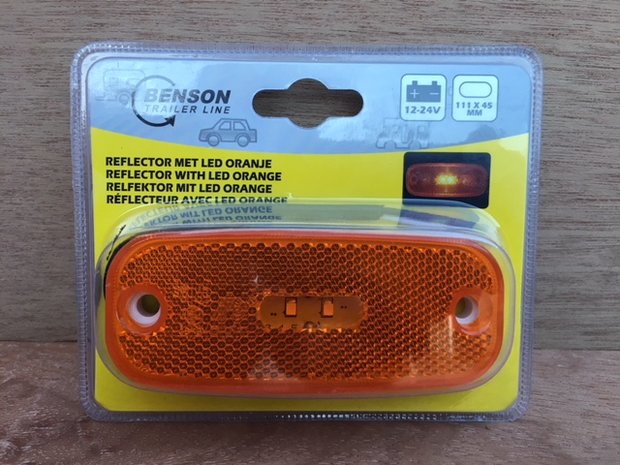 BENSON
TRAILER LINE
12-24V
111 X 45
MM
REFLECTOR MET LED ORANJE
REFLECTOR WITH LED ORANGE
RELFEKTOR MIT LED ORANGE
RÉFLECTEUR AVEC LED ORANGE